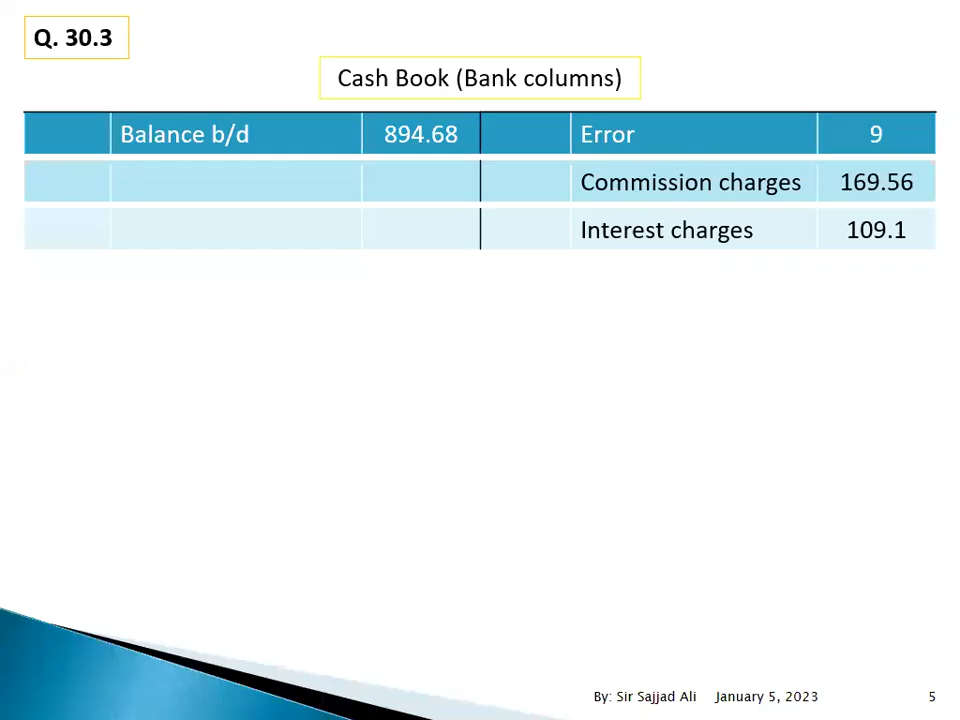 Q. 30.3
Cash Book (Bank columns)
Balance b/d 894.68 Error 9
Commission charges 169.56
Interest charges 109.1
By: Sir Sajjad Ali January 5, 2023 5